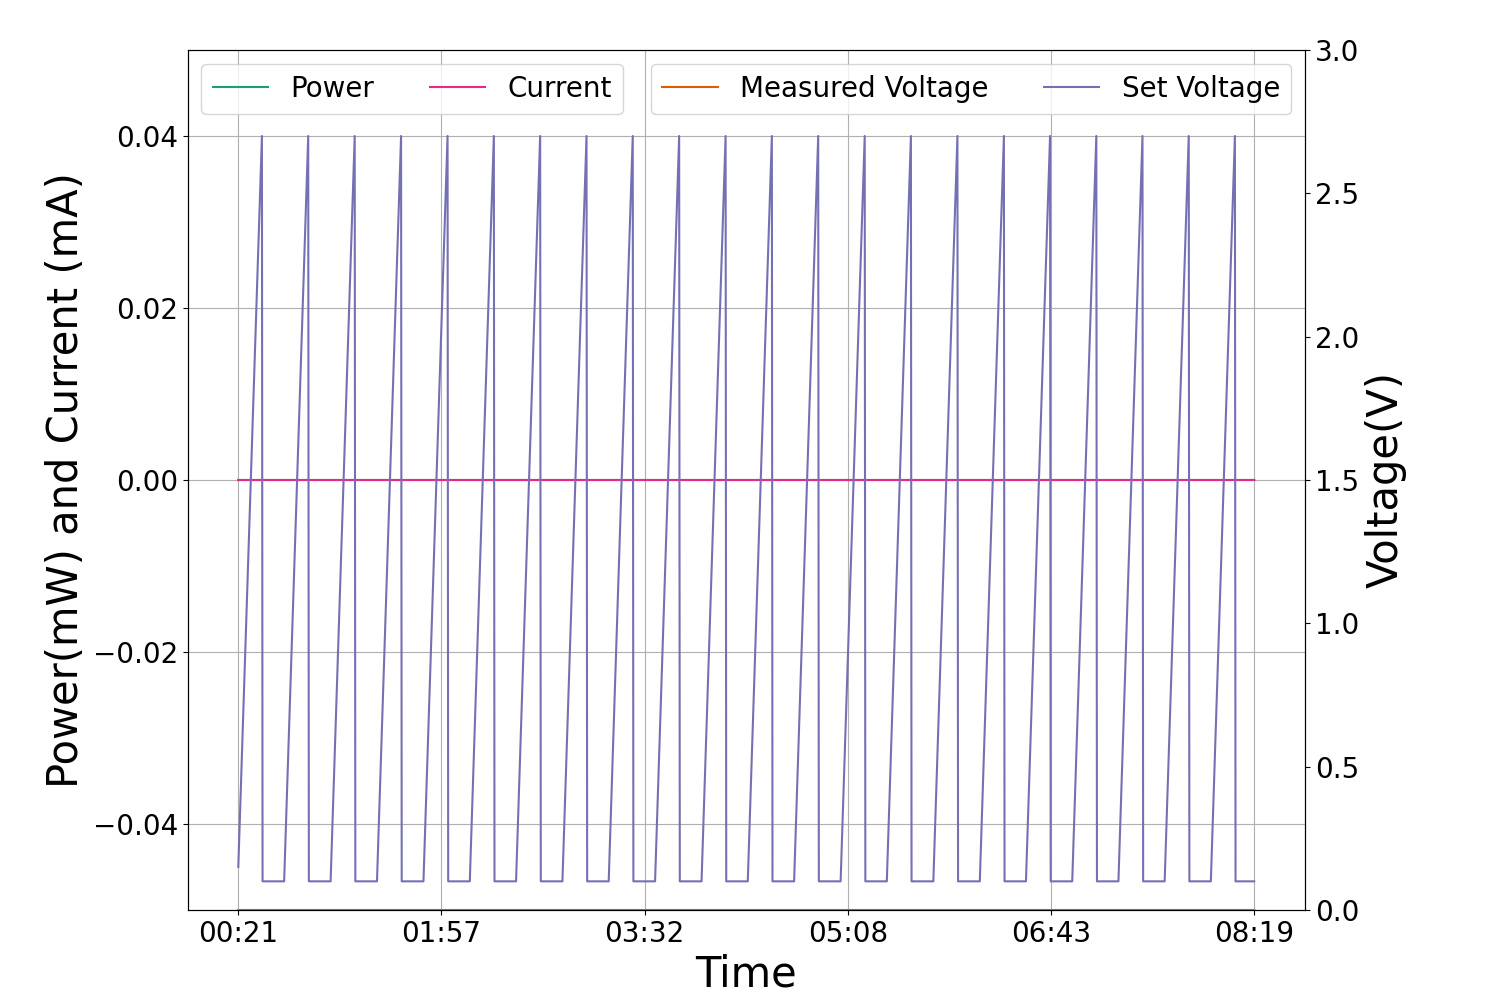 Power Current Measured Voltage Set Voltage
Power(mW) and Current (mA)
0.04
0.02
0.00
−0.02
−0.04
3.0
2.5
2.0
1.5
1.0
0.5
0.0
Voltage(V)
00:21 01:57 03:32 05:08 06:43 08:19
Time